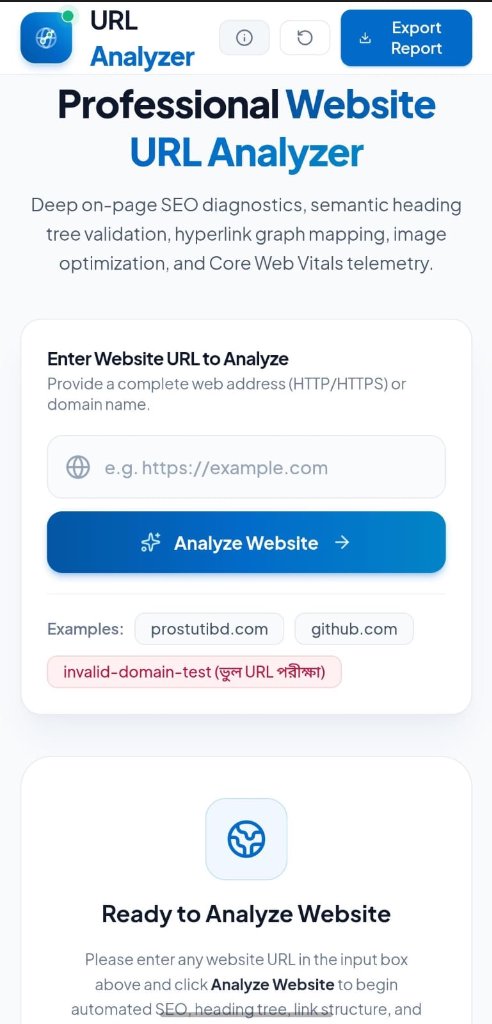 URL
Analyzer
Export
Report
Professional Website
URL Analyzer
Deep on-page SEO diagnostics, semantic heading
tree validation, hyperlink graph mapping, image
optimization, and Core Web Vitals telemetry.
Enter Website URL to Analyze
Provide a complete web address (HTTP/HTTPS) or
domain name.
e.g. https://example.com
Analyze Website
Examples: prostutibd.com github.com
invalid-domain-test (ভুল URL পরীক্ষা)
Ready to Analyze Website
Please enter any website URL in the input box
above and click Analyze Website to begin
automated SEO, heading tree, link structure, and